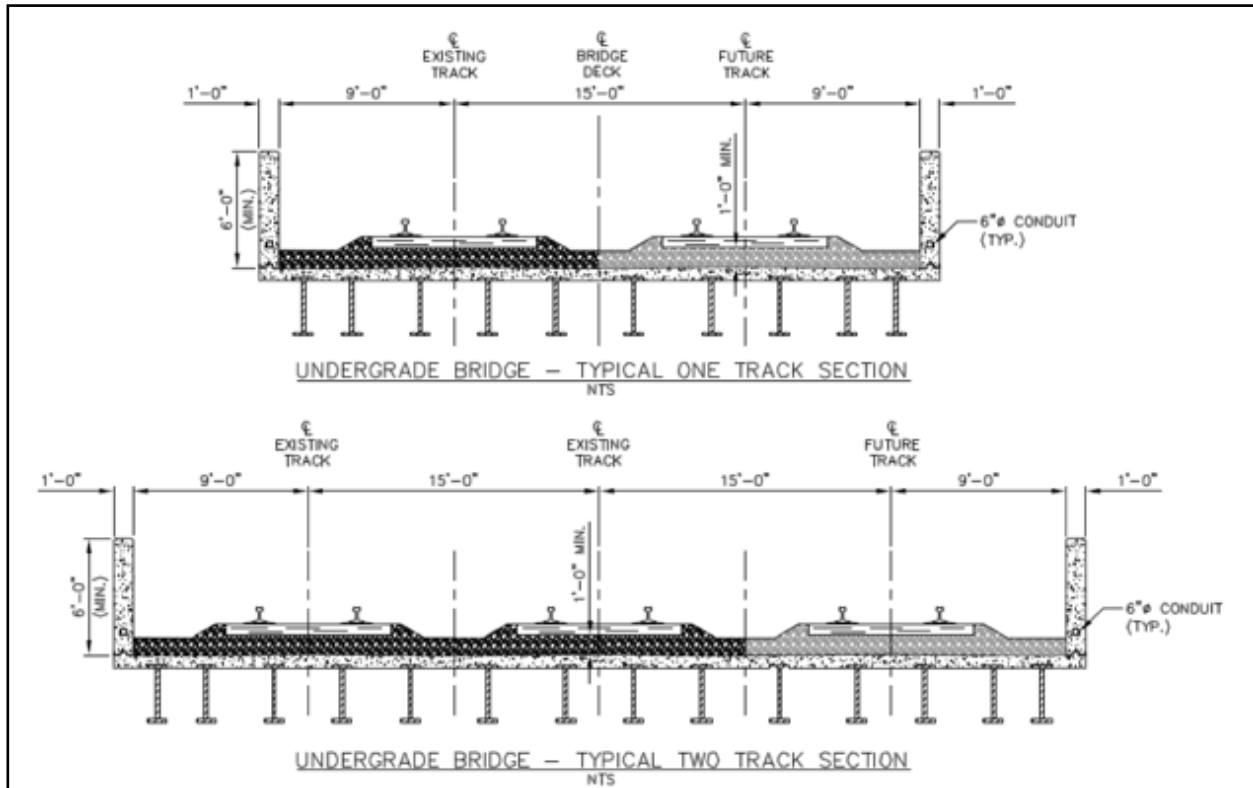 ℄
EXISTING
TRACK
℄
BRIDGE
DECK
℄
FUTURE
TRACK
1'-0"
9'-0"
15'-0"
9'-0"
1'-0"
6'-0"
(MIN.)
1'-0" MIN.
6"ø CONDUIT
(TYP.)
UNDERGRADE BRIDGE – TYPICAL ONE TRACK SECTION
NTS
℄
EXISTING
TRACK
℄
EXISTING
TRACK
℄
FUTURE
TRACK
1'-0"
9'-0"
15'-0"
15'-0"
9'-0"
1'-0"
6'-0"
(MIN.)
1'-0" MIN.
6"ø CONDUIT
(TYP.)
UNDERGRADE BRIDGE – TYPICAL TWO TRACK SECTION
NTS